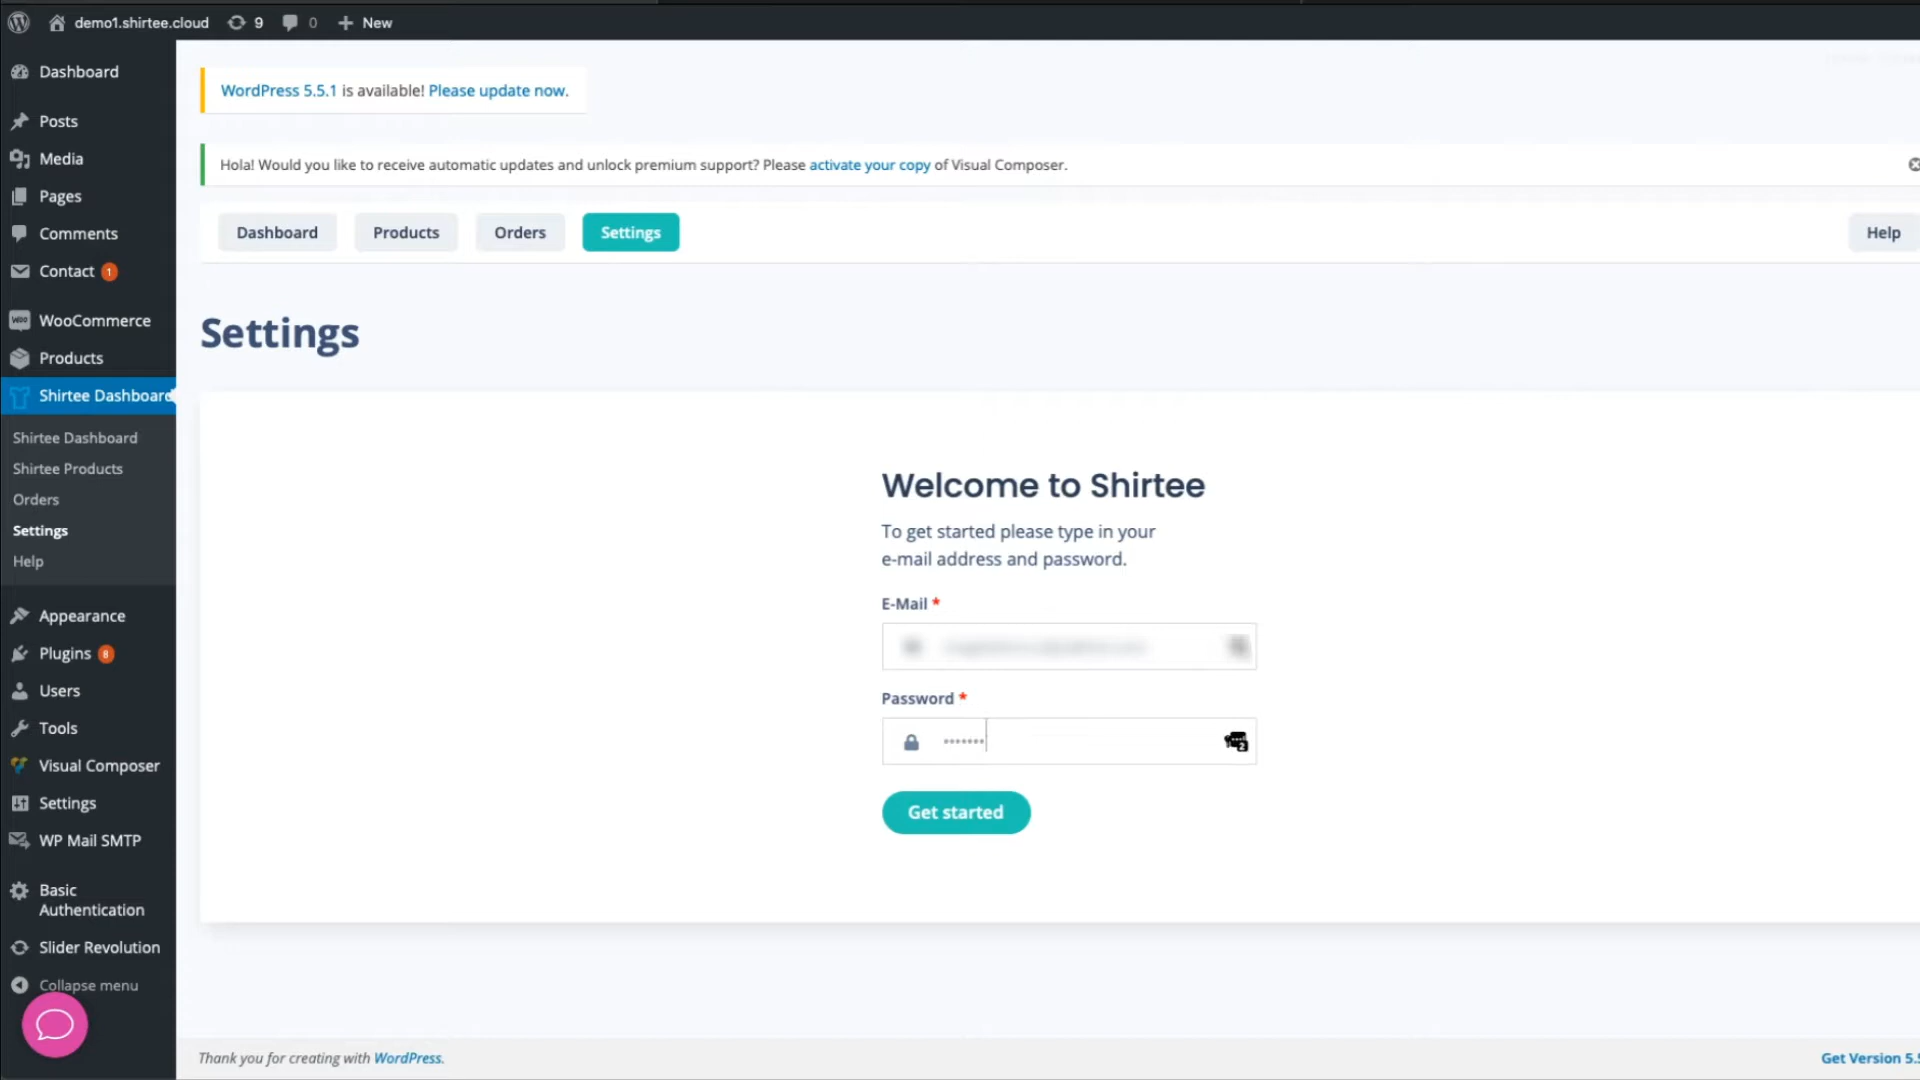 demo1.shirtee.cloud 9 0 + New
Dashboard
Posts
Media
Pages
Comments
Contact 1
WooCommerce
Products
Shirtee Dashboard
Shirtee Dashboard
Shirtee Products
Orders
Settings
Help
Appearance
Plugins 8
Users
Tools
Visual Composer
Settings
WP Mail SMTP
Basic
Authentication
Slider Revolution
Collapse menu
WordPress 5.5.1 is available! Please update now.
Hola! Would you like to receive automatic updates and unlock premium support? Please activate your copy of Visual Composer.
Dashboard Products Orders Settings Help
Settings
Welcome to Shirtee
To get started please type in your
e-mail address and password.
E-Mail *
Password *
•••••••
Get started
Thank you for creating with WordPress.
Get Version 5.5